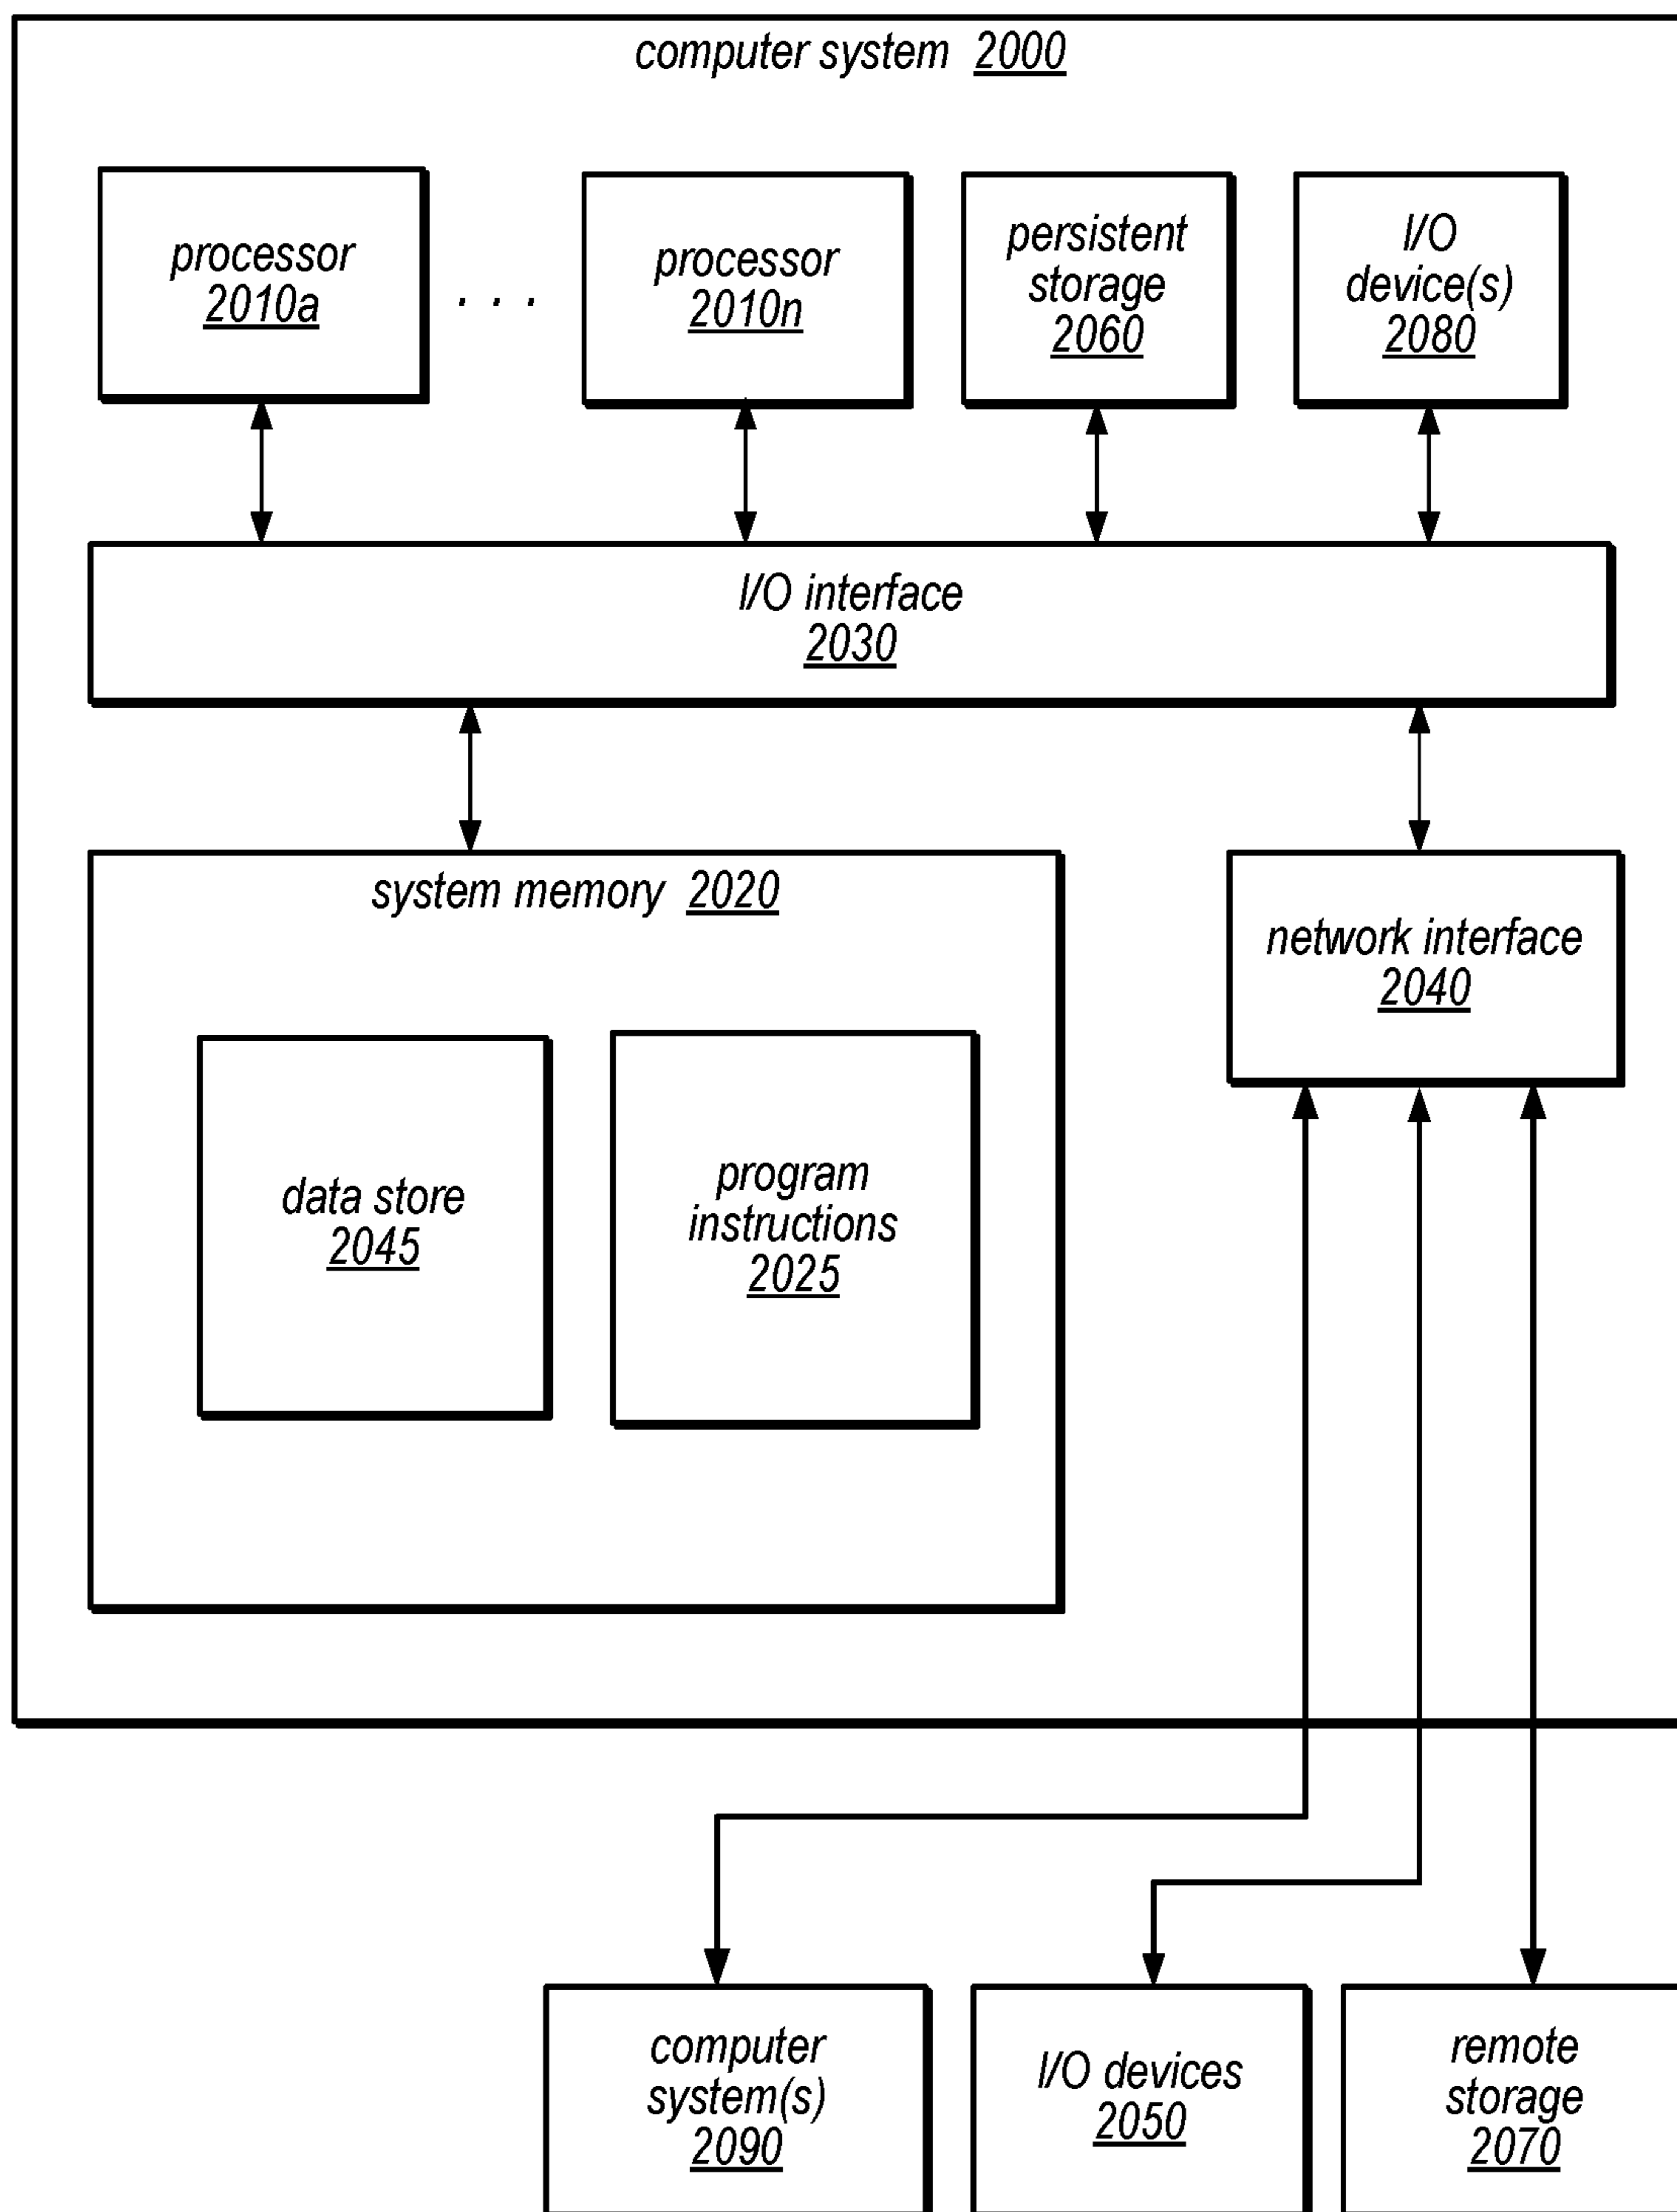 computer system 2000
processor
2010a
. . .
processor
2010n
persistent
storage
2060
I/O
device(s)
2080
I/O interface
2030
system memory 2020
network interface
2040
data store
2045
program
instructions
2025
computer
system(s)
2090
I/O devices
2050
remote
storage
2070